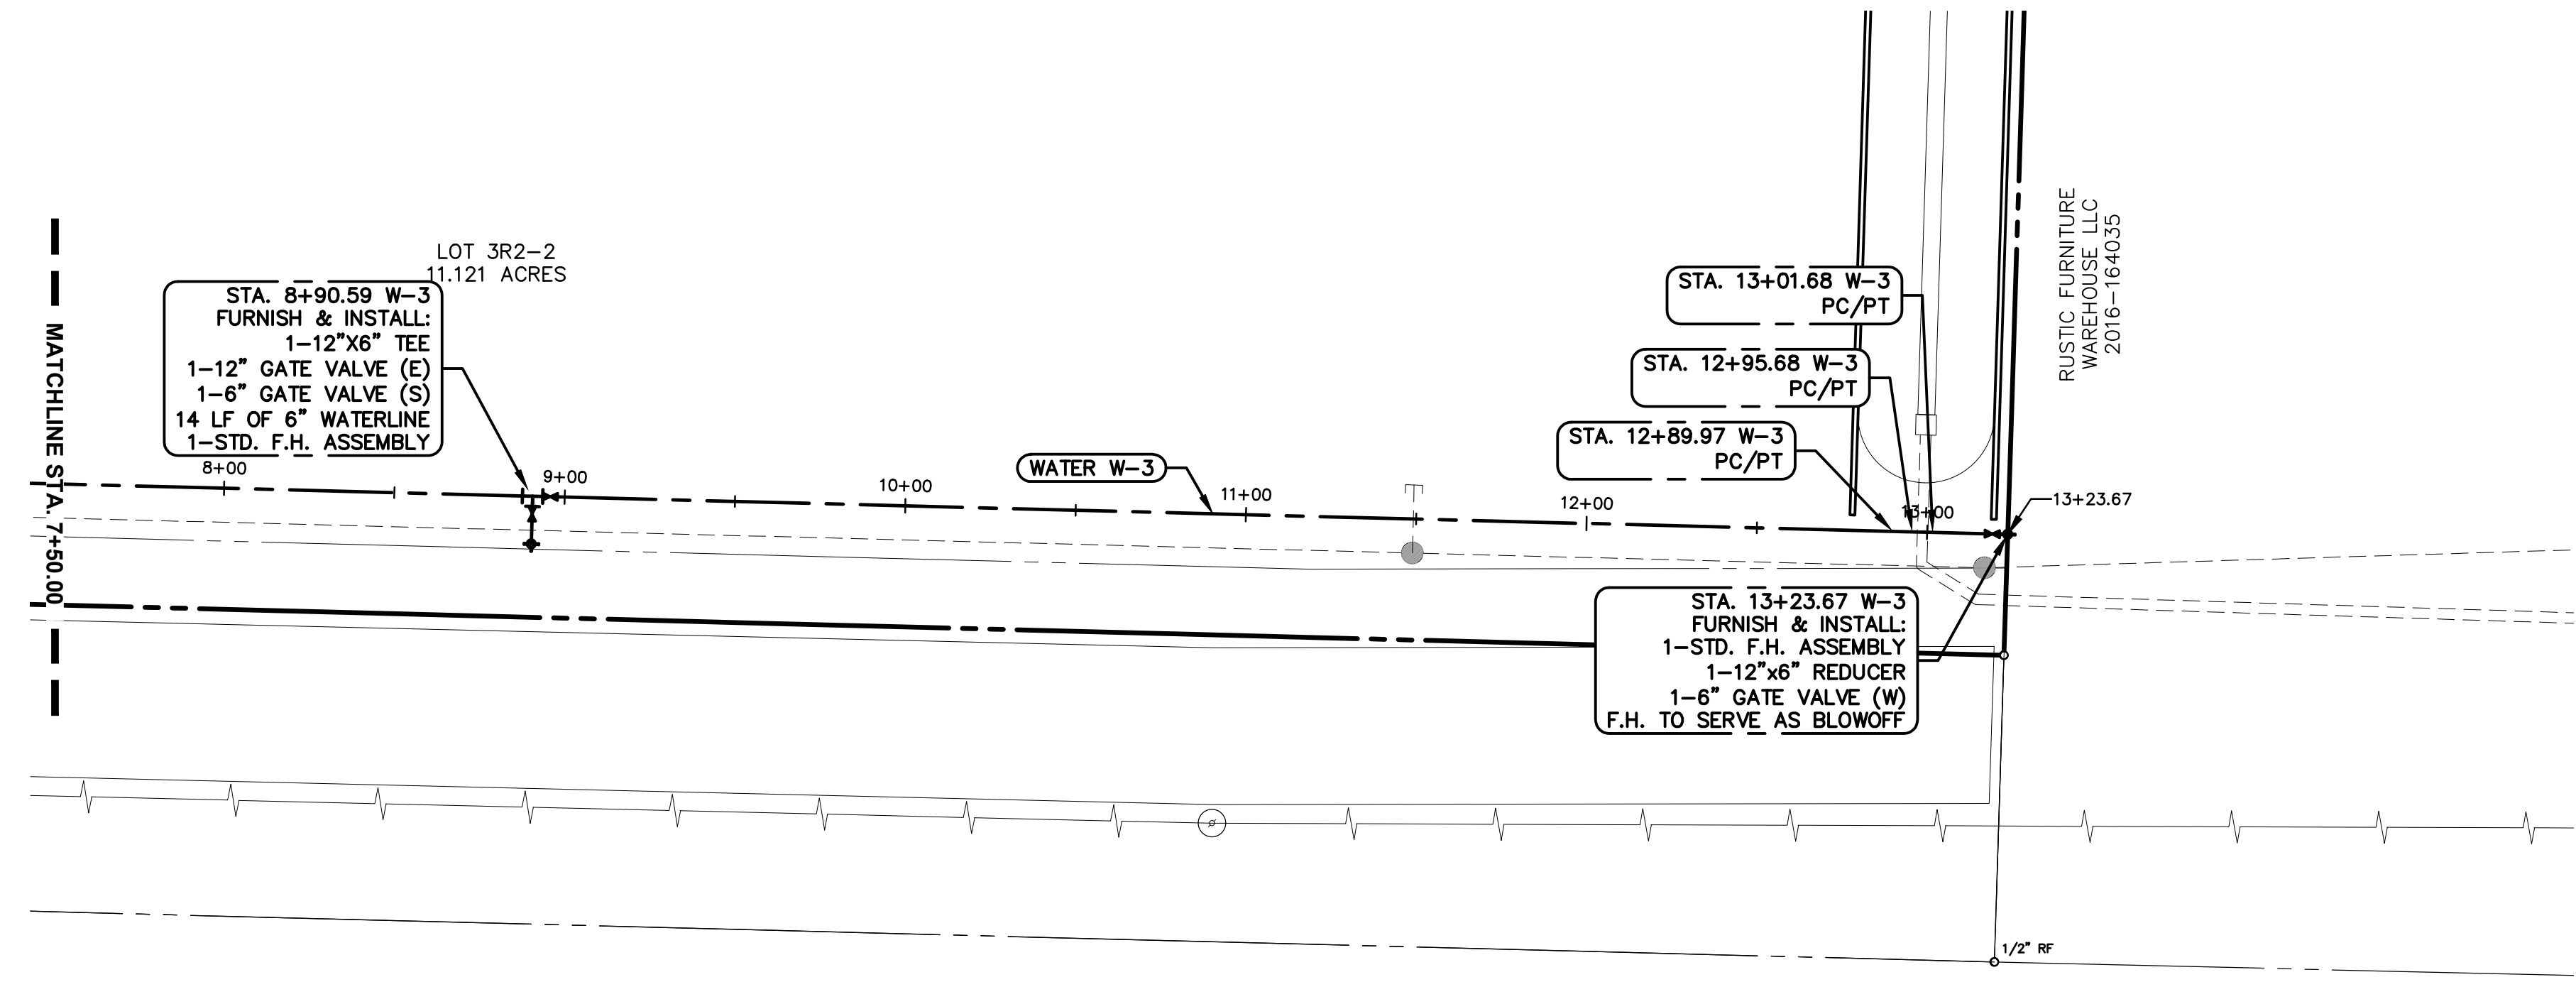 MATCHLINE STA. 7+50.00
LOT 3R2-2
11.121 ACRES
STA. 8+90.59 W-3
FURNISH & INSTALL:
1-12"X6" TEE
1-12" GATE VALVE (E)
1-6" GATE VALVE (S)
14 LF OF 6" WATERLINE
1-STD. F.H. ASSEMBLY
8+00
9+00
10+00
WATER W-3
11+00
12+00
13+00
STA. 13+01.68 W-3
PC/PT
STA. 12+95.68 W-3
PC/PT
STA. 12+89.97 W-3
PC/PT
RUSTIC FURNITURE
WAREHOUSE LLC
2016-164035
13+23.67
STA. 13+23.67 W-3
FURNISH & INSTALL:
1-STD. F.H. ASSEMBLY
1-12"x6" REDUCER
1-6" GATE VALVE (W)
F.H. TO SERVE AS BLOWOFF
1/2" RF